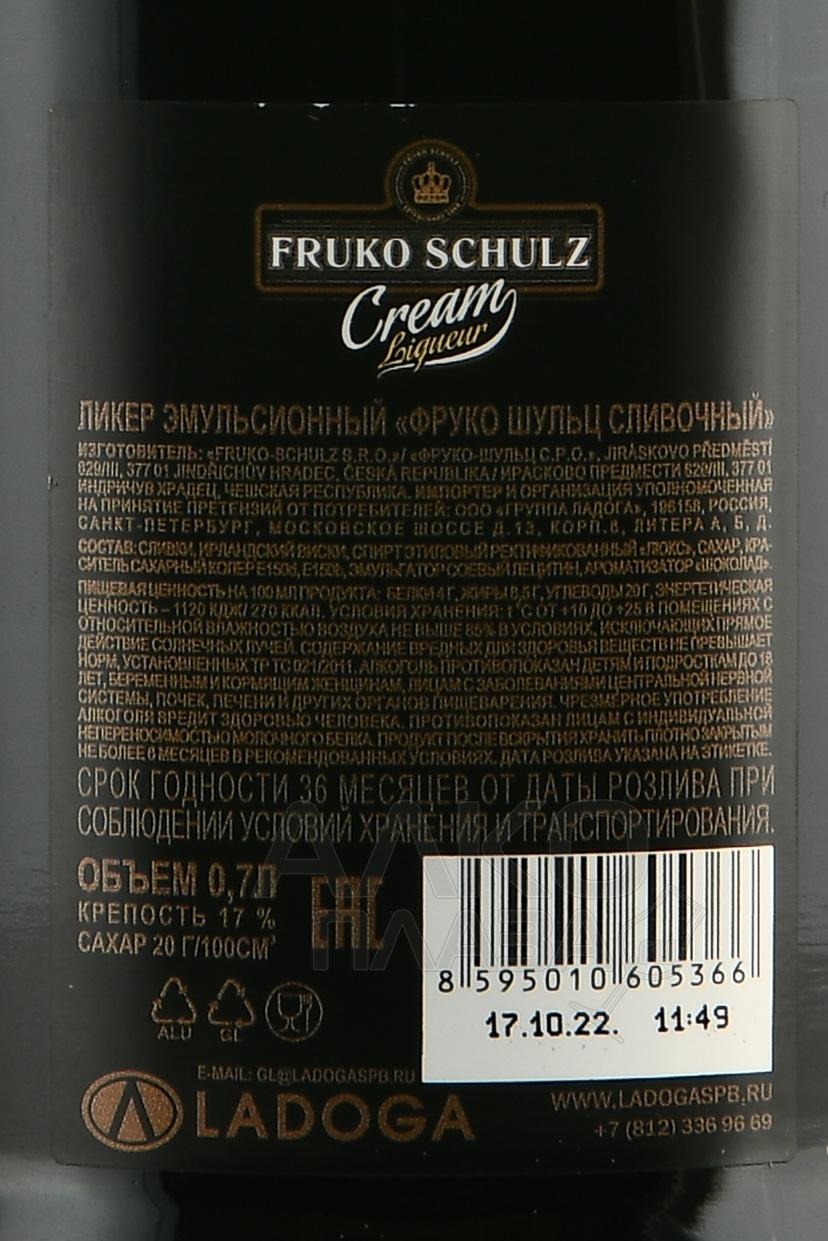 FRUKO SCHULZ
Cream
Liqueur
ЛИКЕР ЭМУЛЬСИОННЫЙ «ФРУКО ШУЛЬЦ СЛИВОЧНЫЙ»
ИЗГОТОВИТЕЛЬ: «FRUKO-SCHULZ S.R.O.»/ «ФРУКО-ШУЛЬЦ С.Р.О.», JIRÁSKOVO PŘEDMĚSTÍ
629/III, 377 01 JINDŘICHŮV HRADEC, ČESKÁ REPUBLIKA / ИРАСКОВО ПРЕДМЕСТИ 629/III, 377 01
ИНДРИЧУВ ХРАДЕЦ, ЧЕШСКАЯ РЕСПУБЛИКА. ИМПОРТЕР И ОРГАНИЗАЦИЯ УПОЛНОМОЧЕННАЯ
НА ПРИНЯТИЕ ПРЕТЕНЗИЙ ОТ ПОТРЕБИТЕЛЕЙ: ООО «ГРУППА ЛАДОГА», 196158, РОССИЯ,
САНКТ-ПЕТЕРБУРГ, МОСКОВСКОЕ ШОССЕ Д.13, КОРП.8, ЛИТЕРА А, Б, Д.
СОСТАВ: СЛИВКИ, ИРЛАНДСКИЙ ВИСКИ, СПИРТ ЭТИЛОВЫЙ РЕКТИФИКОВАННЫЙ «ЛЮКС», САХАР, КРА-
СИТЕЛЬ САХАРНЫЙ КОЛЕР Е150d, Е150b, ЭМУЛЬГАТОР СОЕВЫЙ ЛЕЦИТИН, АРОМАТИЗАТОР «ШОКОЛАД».
ПИЩЕВАЯ ЦЕННОСТЬ НА 100 МЛ ПРОДУКТА: БЕЛКИ 4 Г, ЖИРЫ 8,5 Г, УГЛЕВОДЫ 20 Г, ЭНЕРГЕТИЧЕСКАЯ
ЦЕННОСТЬ – 1120 КДЖ/ 270 ККАЛ. УСЛОВИЯ ХРАНЕНИЯ: T °C ОТ +10 ДО +25 В ПОМЕЩЕНИЯХ С
ОТНОСИТЕЛЬНОЙ ВЛАЖНОСТЬЮ ВОЗДУХА НЕ ВЫШЕ 85% В УСЛОВИЯХ, ИСКЛЮЧАЮЩИХ ПРЯМОЕ
ДЕЙСТВИЕ СОЛНЕЧНЫХ ЛУЧЕЙ. СОДЕРЖАНИЕ ВРЕДНЫХ ДЛЯ ЗДОРОВЬЯ ВЕЩЕСТВ НЕ ПРЕВЫШАЕТ
НОРМ, УСТАНОВЛЕННЫХ ТР ТС 021/2011. АЛКОГОЛЬ ПРОТИВОПОКАЗАН ДЕТЯМ И ПОДРОСТКАМ ДО 18
ЛЕТ, БЕРЕМЕННЫМ И КОРМЯЩИМ ЖЕНЩИНАМ, ЛИЦАМ С ЗАБОЛЕВАНИЯМИ ЦЕНТРАЛЬНОЙ НЕРВНОЙ
СИСТЕМЫ, ПОЧЕК, ПЕЧЕНИ И ДРУГИХ ОРГАНОВ ПИЩЕВАРЕНИЯ. ЧРЕЗМЕРНОЕ УПОТРЕБЛЕНИЕ
АЛКОГОЛЯ ВРЕДИТ ЗДОРОВЬЮ ЧЕЛОВЕКА. ПРОТИВОПОКАЗАН ЛИЦАМ С ИНДИВИДУАЛЬНОЙ
НЕПЕРЕНОСИМОСТЬЮ МОЛОЧНОГО БЕЛКА. ПРОДУКТ ПОСЛЕ ВСКРЫТИЯ ХРАНИТЬ ПЛОТНО ЗАКРЫТЫМ
НЕ БОЛЕЕ 6 МЕСЯЦЕВ В РЕКОМЕНДОВАННЫХ УСЛОВИЯХ. ДАТА РОЗЛИВА УКАЗАНА НА ЭТИКЕТКЕ.
СРОК ГОДНОСТИ 36 МЕСЯЦЕВ ОТ ДАТЫ РОЗЛИВА ПРИ
СОБЛЮДЕНИИ УСЛОВИЙ ХРАНЕНИЯ И ТРАНСПОРТИРОВАНИЯ.
ОБЪЕМ 0,7Л
КРЕПОСТЬ 17 %
САХАР 20 Г/100СМ³
EAC
8 595010 605366
17.10.22. 11:49
ALU GL
E-MAIL: GL@LADOGASPB.RU
LADOGA
WWW.LADOGASPB.RU
+7 (812) 336 96 69
АЛКО
ПЛАЗА